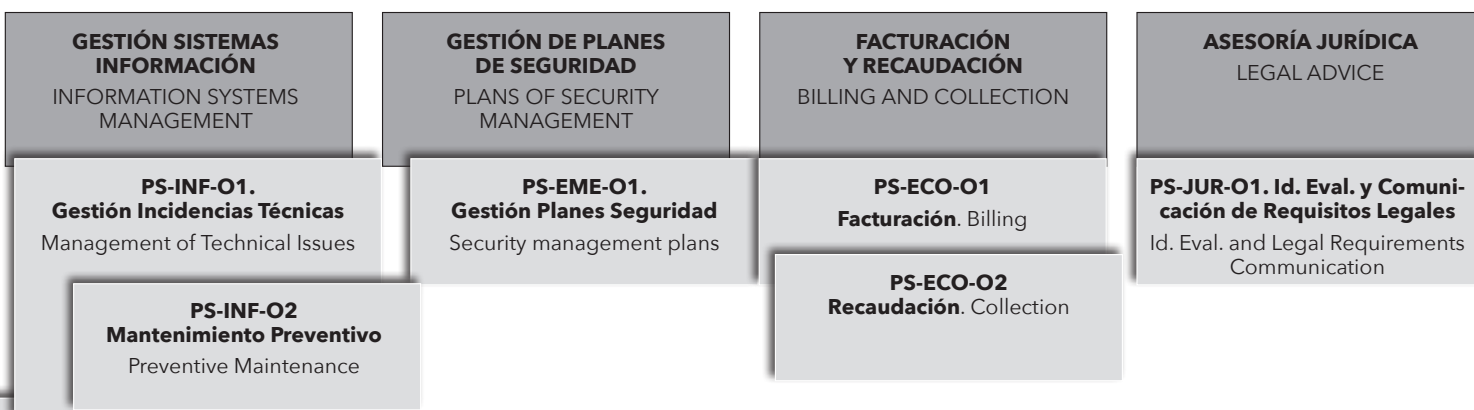 GESTIÓN SISTEMAS
INFORMACIÓN
INFORMATION SYSTEMS
MANAGEMENT
PS-INF-O1.
Gestión Incidencias Técnicas
Management of Technical Issues
PS-INF-O2
Mantenimiento Preventivo
Preventive Maintenance
GESTIÓN DE PLANES
DE SEGURIDAD
PLANS OF SECURITY
MANAGEMENT
PS-EME-O1.
Gestión Planes Seguridad
Security management plans
FACTURACIÓN
Y RECAUDACIÓN
BILLING AND COLLECTION
PS-ECO-O1
Facturación. Billing
PS-ECO-O2
Recaudación. Collection
ASESORÍA JURÍDICA
LEGAL ADVICE
PS-JUR-O1. Id. Eval. y Comuni-
cación de Requisitos Legales
Id. Eval. and Legal Requirements
Communication